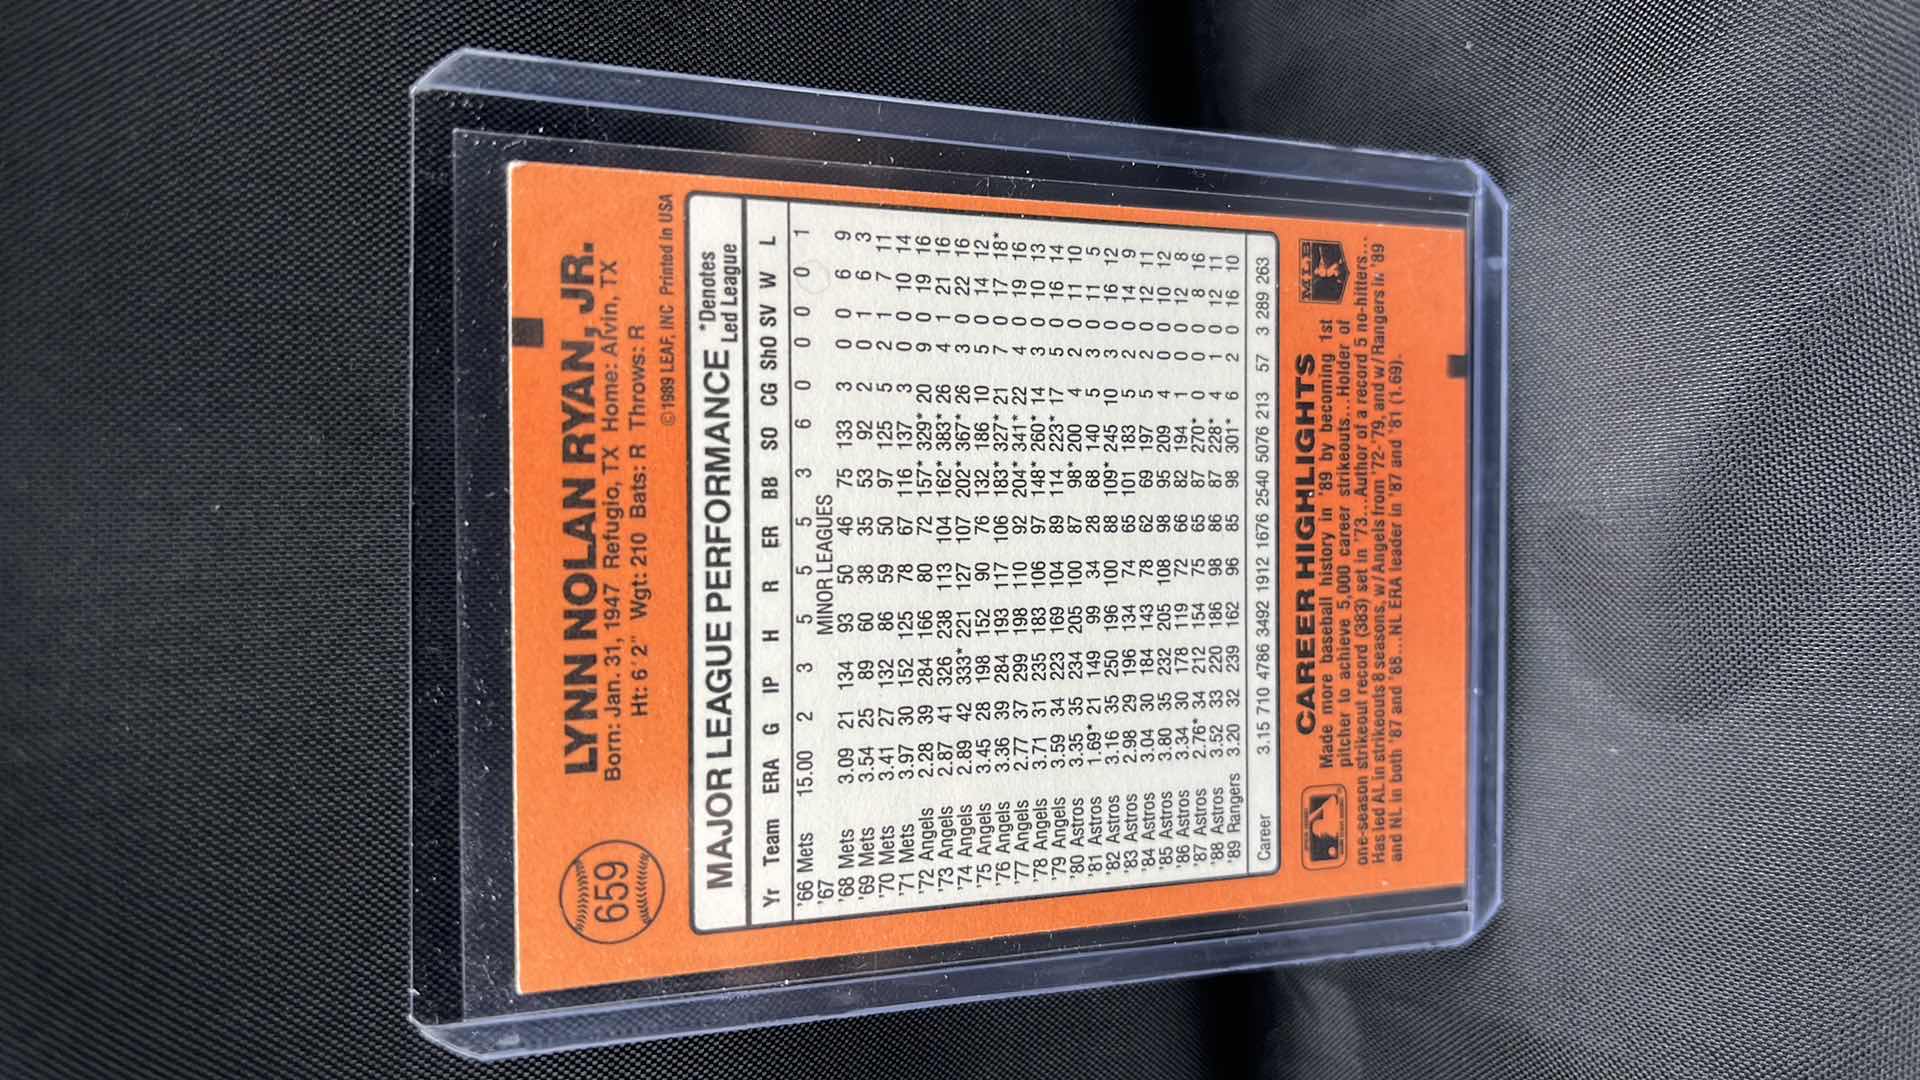 659
LYNN NOLAN RYAN, JR.
Born: Jan. 31, 1947 Refugio, TX Home: Alvin, TX
Ht: 6'2" Wgt: 210 Bats: R Throws: R
©1989 LEAF, INC Printed in USA
MAJOR LEAGUE PERFORMANCE *Denotes Led League
Yr Team ERA G IP H R ER BB SO CG ShO SV W L
'66 Mets 15.00 2 3 5 5 5 3 6 0 0 0 0 1
'67 MINOR LEAGUES
'68 Mets 3.09 21 134 93 50 46 75 133 3 0 0 6 9
'69 Mets 3.54 25 89 60 38 35 53 92 2 0 1 6 3
'70 Mets 3.41 27 132 86 59 50 97 125 5 2 1 7 11
'71 Mets 3.97 30 152 125 78 67 116 137 3 0 0 10 14
'72 Angels 2.28 39 284 166 80 72 157* 329* 20 9 0 19 16
'73 Angels 2.87 41 326 238 113 104 162* 383* 26 4 1 21 16
'74 Angels 2.89 42 333* 221 127 107 202* 367* 26 3 0 22 16
'75 Angels 3.45 28 198 152 90 76 132 186 10 5 0 14 12
'76 Angels 3.36 39 284 193 117 106 183* 327* 21 7 0 17 18*
'77 Angels 2.77 37 299 198 110 92 204* 341* 22 4 0 19 16
'78 Angels 3.71 31 235 183 106 97 148* 260* 14 3 0 10 13
'79 Angels 3.59 34 223 169 104 89 114 223* 17 5 0 16 14
'80 Astros 3.35 35 234 205 100 87 98* 200 4 2 0 11 10
'81 Astros 1.69* 21 149 99 34 28 68 140 5 3 0 11 5
'82 Astros 3.16 35 250 196 100 88 109* 245 10 3 0 16 12
'83 Astros 2.98 29 196 134 74 65 101 183 5 2 0 14 9
'84 Astros 3.04 30 184 143 78 62 69 197 5 2 0 12 11
'85 Astros 3.80 35 232 205 108 98 95 209 4 0 0 10 12
'86 Astros 3.34 30 178 119 72 66 82 194 1 0 0 12 8
'87 Astros 2.76* 34 212 154 75 65 87 270* 0 0 0 8 16
'88 Astros 3.52 33 220 186 98 86 87 228* 4 1 0 12 11
'89 Rangers 3.20 32 239 162 96 85 98 301* 6 2 0 16 10
Career 3.15 710 4786 3492 1912 1676 2540 5076 213 57 3 289 263
CAREER HIGHLIGHTS
Made more baseball history in '89 by becoming 1st
pitcher to achieve 5,000 career strikeouts...Holder of
one-season strikeout record (383) set in '73...Author of a record 5 no-hitters...
Has led AL in strikeouts 8 seasons, w/Angels from '72-'79, and w/Rangers in '89
and NL in both '87 and '88...NL ERA leader in '87 and '81 (1.69).
MLB